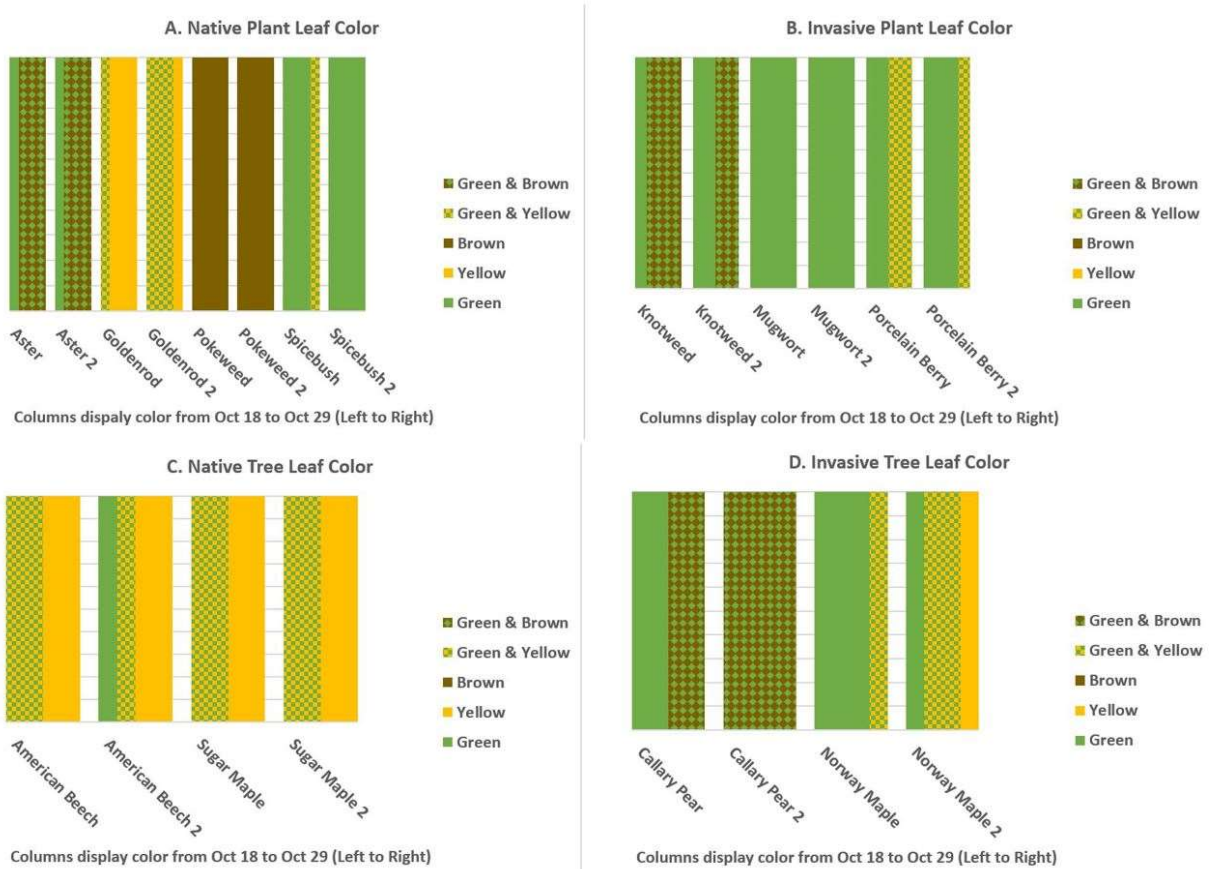 A. Native Plant Leaf Color
Green & Brown
Green & Yellow
Brown
Yellow
Green
Aster
Aster 2
Goldenrod
Goldenrod 2
Pokeweed
Pokeweed 2
Spicebush
Spicebush 2
Columns dispaly color from Oct 18 to Oct 29 (Left to Right)
B. Invasive Plant Leaf Color
Green & Brown
Green & Yellow
Brown
Yellow
Green
Knotweed
Knotweed 2
Mugwort
Mugwort 2
Porcelain Berry
Porcelain Berry 2
Columns display color from Oct 18 to Oct 29 (Left to Right)
C. Native Tree Leaf Color
Green & Brown
Green & Yellow
Brown
Yellow
Green
American Beech
American Beech 2
Sugar Maple
Sugar Maple 2
Columns display color from Oct 18 to Oct 29 (Left to Right)
D. Invasive Tree Leaf Color
Green & Brown
Green & Yellow
Brown
Yellow
Green
Callary Pear
Callary Pear 2
Norway Maple
Norway Maple 2
Columns display color from Oct 18 to Oct 29 (Left to Right)